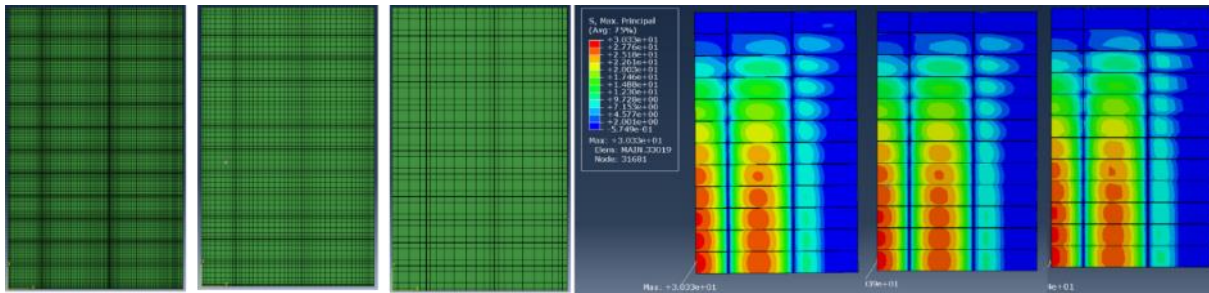 S, Max. Principal
(Avg: 75%)
+3.033e+01
+2.776e+01
+2.518e+01
+2.261e+01
+2.003e+01
+1.746e+01
+1.488e+01
+1.230e+01
+9.728e+00
+7.153e+00
+4.577e+00
+2.001e+00
-5.749e-01
Max: +3.033e+01
Elem: MAIN.33019
Node: 31681
Max: +3.033e+01